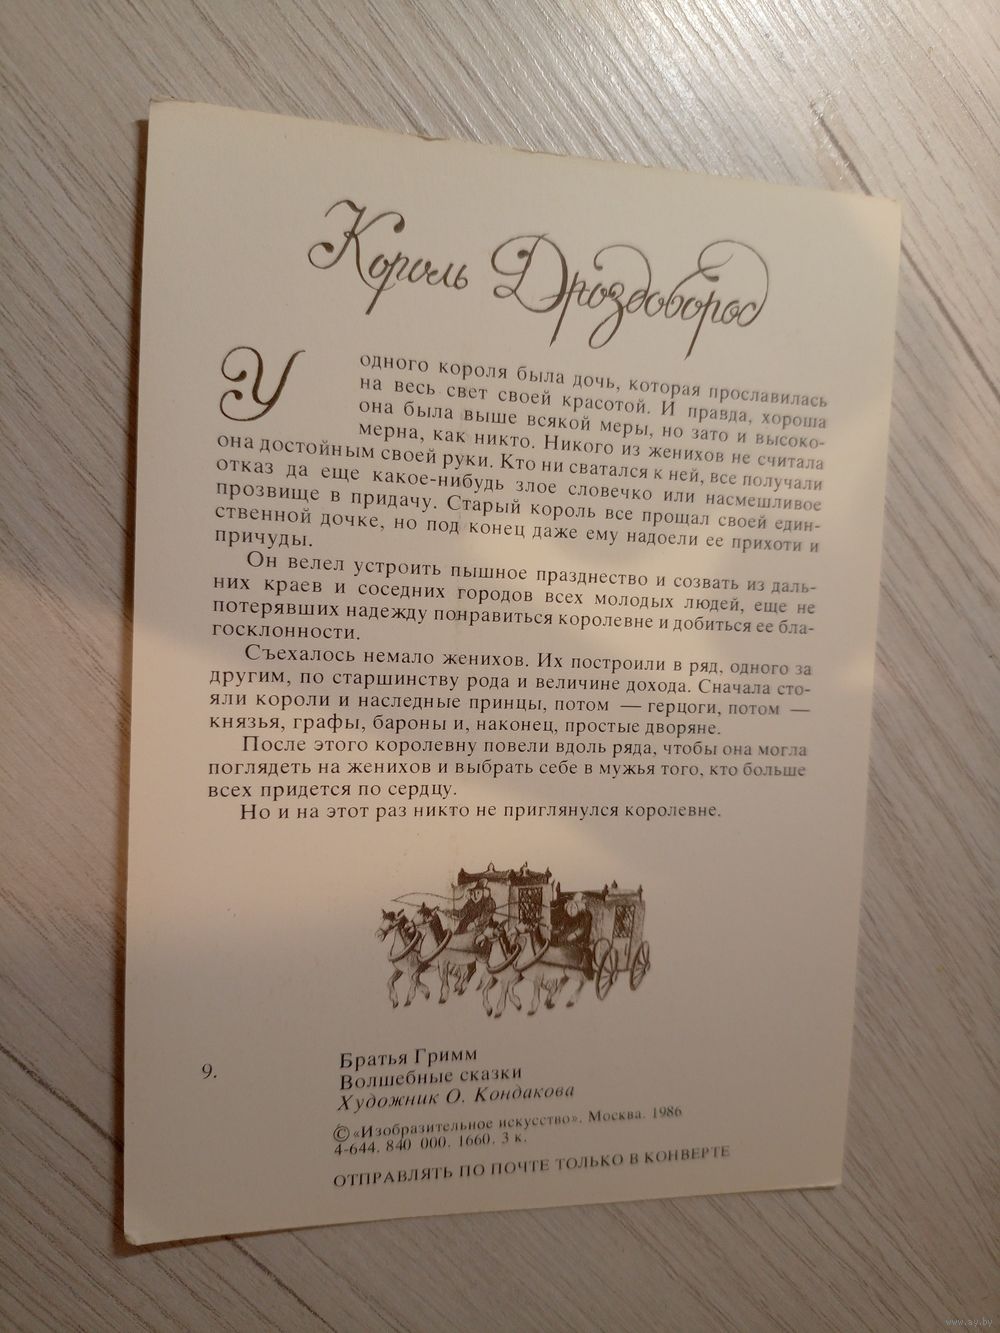 Король Дроздобород
У одного короля была дочь, которая прославилась
на весь свет своей красотой. И правда, хороша
она была выше всякой меры, но зато и высоко-
мерна, как никто. Никого из женихов не считала
она достойным своей руки. Кто ни сватался к ней, все получали
отказ да еще какое-нибудь злое словечко или насмешливое
прозвище в придачу. Старый король все прощал своей един-
ственной дочке, но под конец даже ему надоели ее прихоти и
причуды.
Он велел устроить пышное празднество и созвать из даль-
них краев и соседних городов всех молодых людей, еще не
потерявших надежду понравиться королевне и добиться ее бла-
госклонности.
Съехалось немало женихов. Их построили в ряд, одного за
другим, по старшинству рода и величине дохода. Сначала сто-
яли короли и наследные принцы, потом — герцоги, потом —
князья, графы, бароны и, наконец, простые дворяне.
После этого королевну повели вдоль ряда, чтобы она могла
поглядеть на женихов и выбрать себе в мужья того, кто больше
всех придется по сердцу.
Но и на этот раз никто не приглянулся королевне.
9.
Братья Гримм
Волшебные сказки
Художник О. Кондакова
© «Изобразительное искусство». Москва. 1986
4-644. 840 000. 1660. 3 к.
ОТПРАВЛЯТЬ ПО ПОЧТЕ ТОЛЬКО В КОНВЕРТЕ
www.ay.by